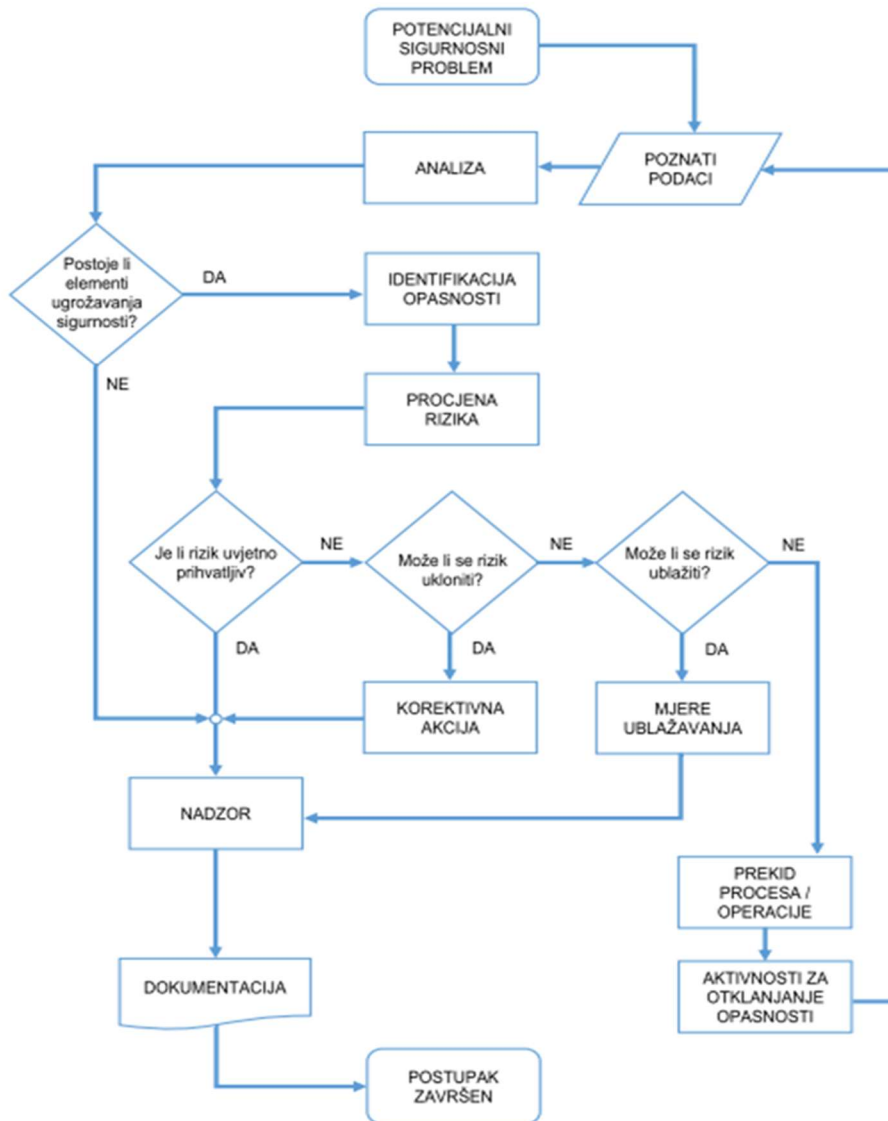 POTENCIJALNI
SIGURNOSNI
PROBLEM
POZNATI
PODACI
ANALIZA
Postoje li
elementi
ugrožavanja
sigurnosti?
DA
NE
IDENTIFIKACIJA
OPASNOSTI
PROCJENA
RIZIKA
Je li rizik uvjetno
prihvatljiv?
NE
DA
Može li se rizik
ukloniti?
NE
DA
Može li se rizik
ublažiti?
NE
DA
KOREKTIVNA
AKCIJA
MJERE
UBLAŽAVANJA
NADZOR
PREKID
PROCESA /
OPERACIJE
AKTIVNOSTI ZA
OTKLANJANJE
OPASNOSTI
DOKUMENTACIJA
POSTUPAK
ZAVRŠEN